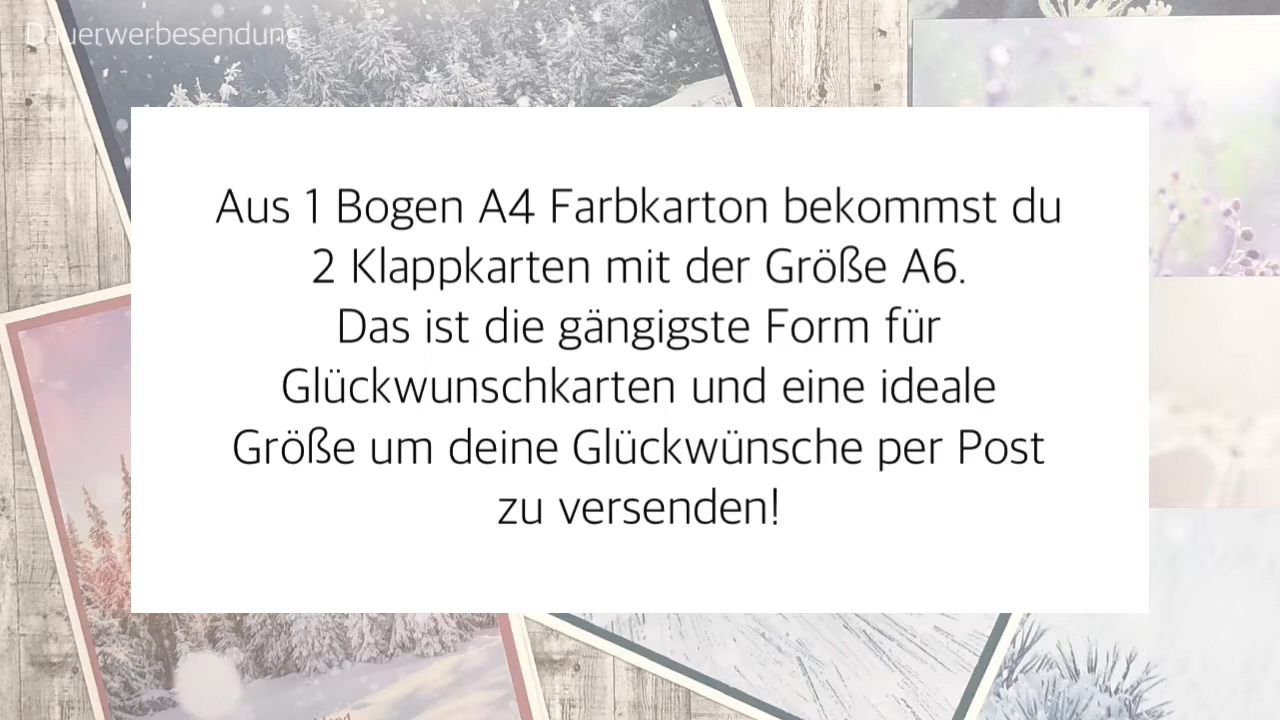 Dauerwerbesendung
Aus 1 Bogen A4 Farbkarton bekommst du
2 Klappkarten mit der Größe A6.
Das ist die gängigste Form für
Glückwunschkarten und eine ideale
Größe um deine Glückwünsche per Post
zu versenden!